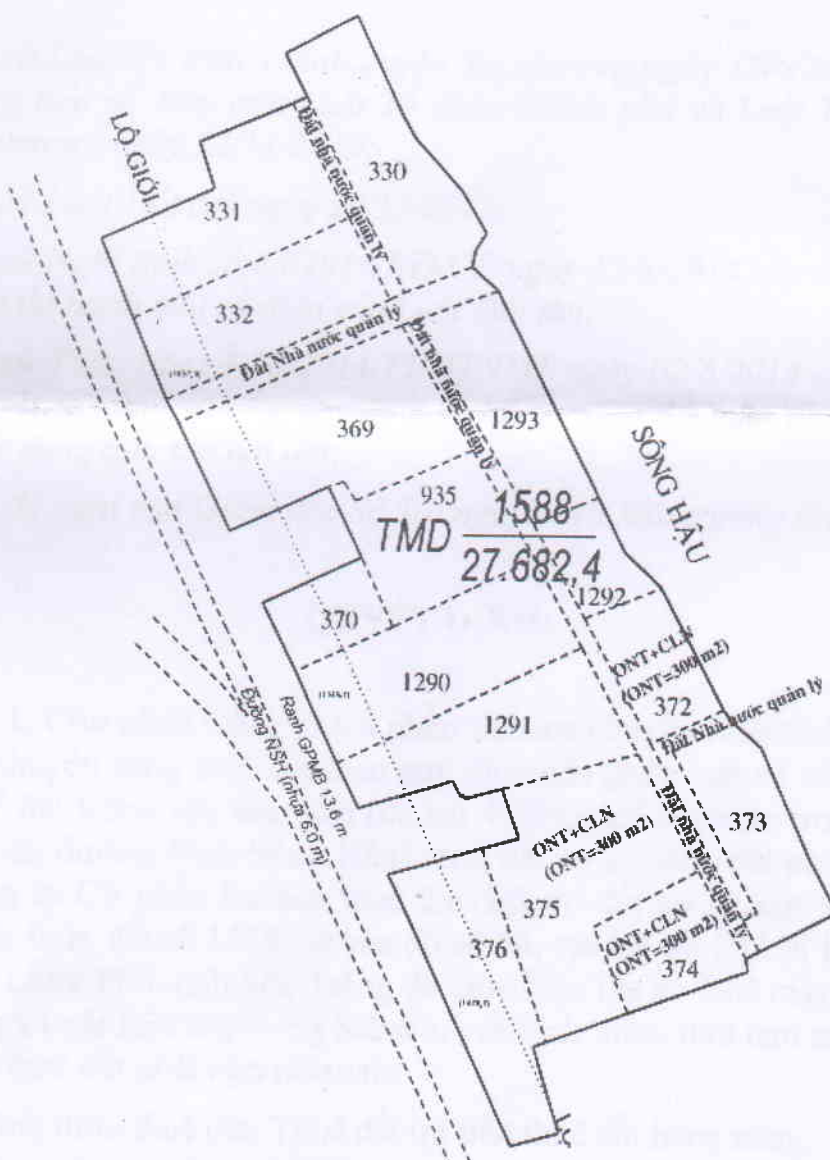 LỘ GIỚI
330
Đất nhà nước quản lý
331
332
Đất Nhà nước quản lý
Đất nhà nước quản lý
369
1293
SÔNG HẬU
935
TMD 1588
27.682,4
1292
370
1290
1291
ONT+CLN
(ONT=300 m2)
372
Đất Nhà nước quản lý
Ranh GPMB 13.6 m
(nhựa 6.0 m)
ONT+CLN
(ONT=300 m2)
373
Đất nhà nước quản lý
375
ONT+CLN
(ONT=300 m2)
374
376